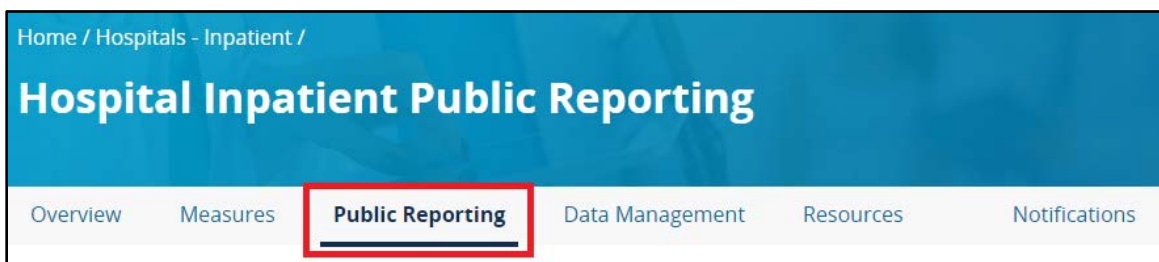 Home / Hospitals - Inpatient /
Hospital Inpatient Public Reporting
Overview Measures Public Reporting Data Management Resources Notifications